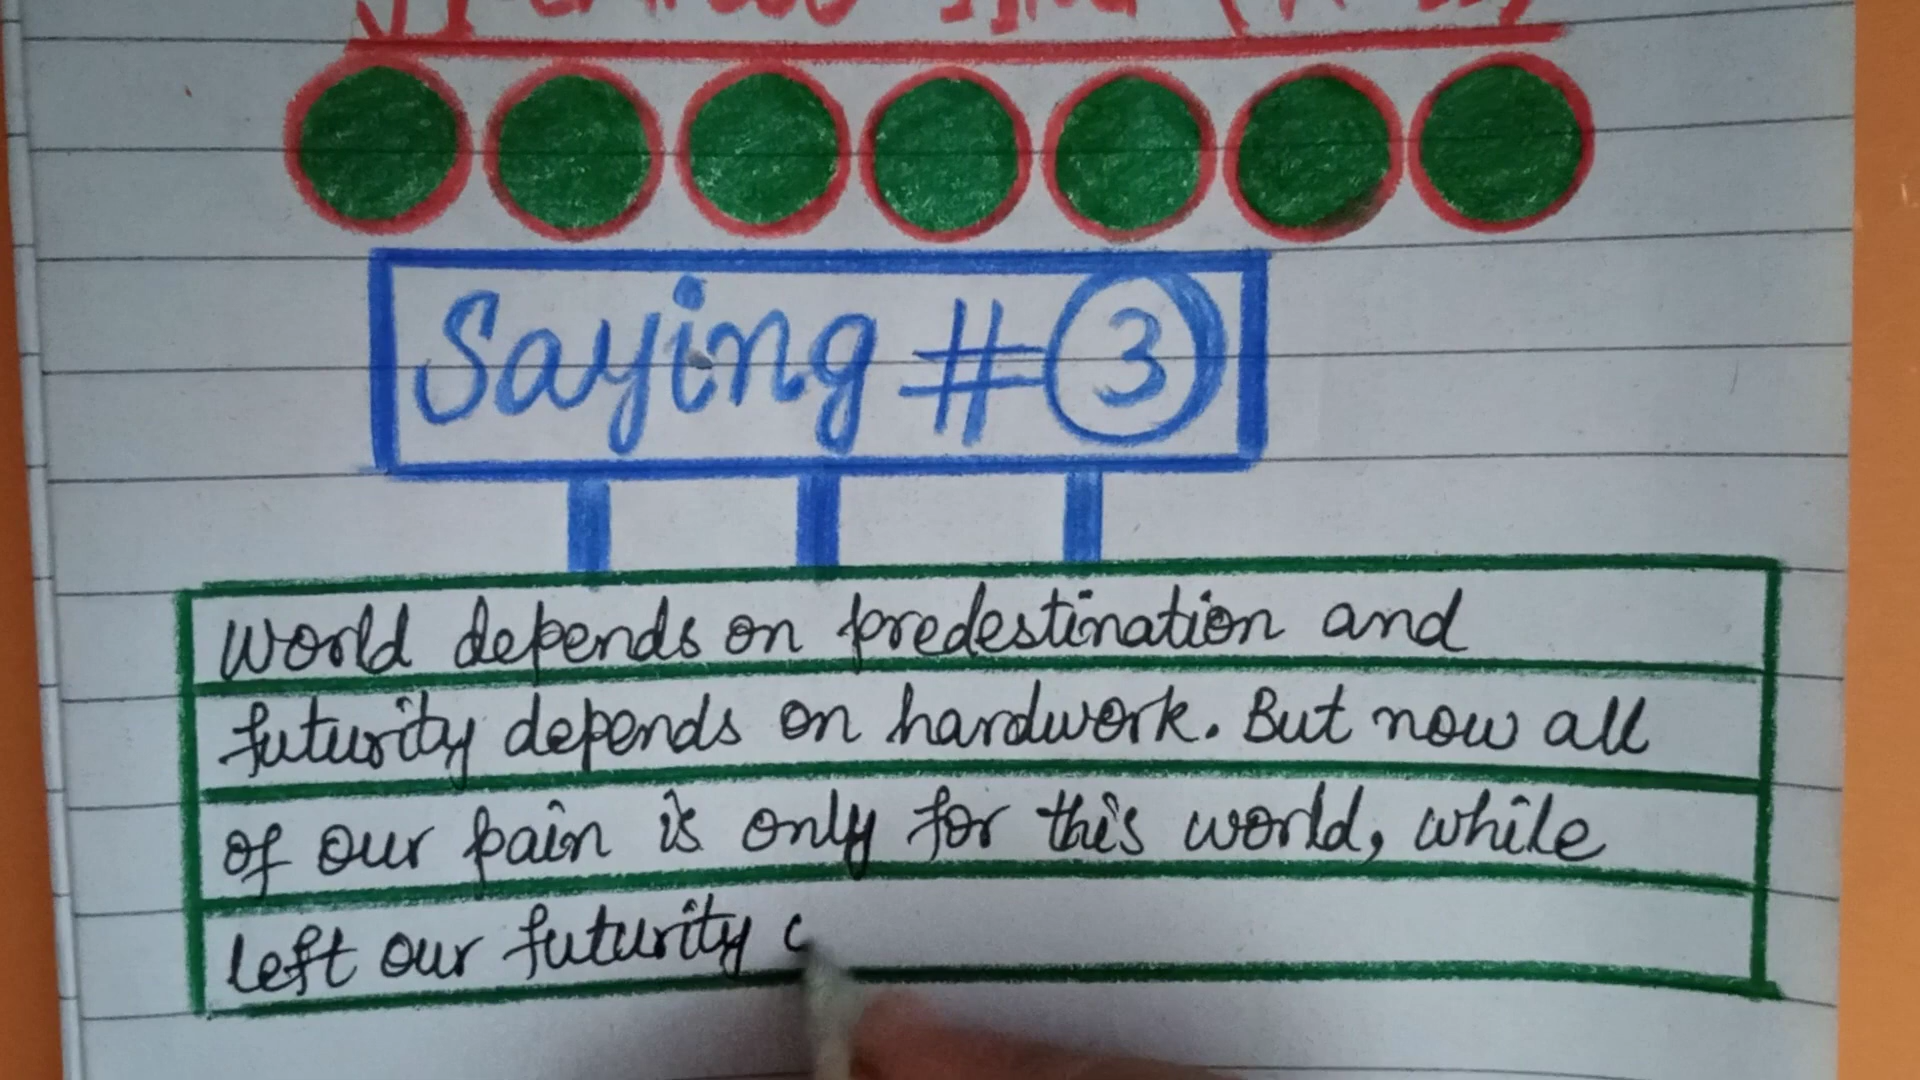 Saying # 3
World depends on predestination and
futurity depends on hardwork. But now all
of our pain is only for this world, while
left our futurity